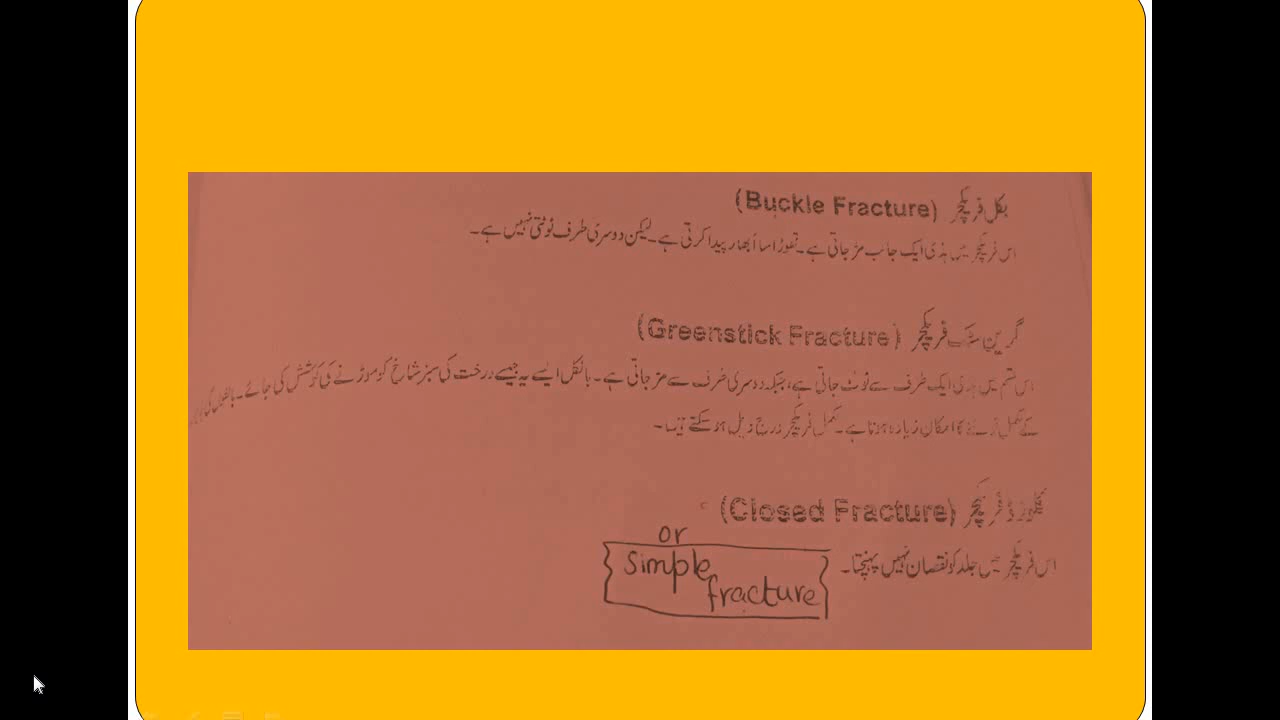 بکل فریکچر (Buckle Fracture)
اس فریکچر میں ہڈی ایک جانب مڑ جاتی ہے۔ تھوڑا سا اُبھار پیدا کرتی ہے۔ لیکن دوسری طرف ٹوٹتی نہیں ہے۔
گرین سٹک فریکچر (Greenstick Fracture)
اس قسم میں ہڈی ایک طرف سے ٹوٹ جاتی ہے، جبکہ دوسری طرف سے مڑ جاتی ہے۔ بالکل ایسے ہی جیسے درخت کی سبز شاخ کو موڑنے کی کوشش کی جائے۔
کے مکمل کا امکان زیادہ ہوتا ہے۔ مکمل فریکچر درج ذیل ہو سکتے ہیں۔
کلوزڈ فریکچر (Closed Fracture)
or
اس فریکچر میں جلد کو نقصان نہیں پہنچتا۔ Simple
fracture